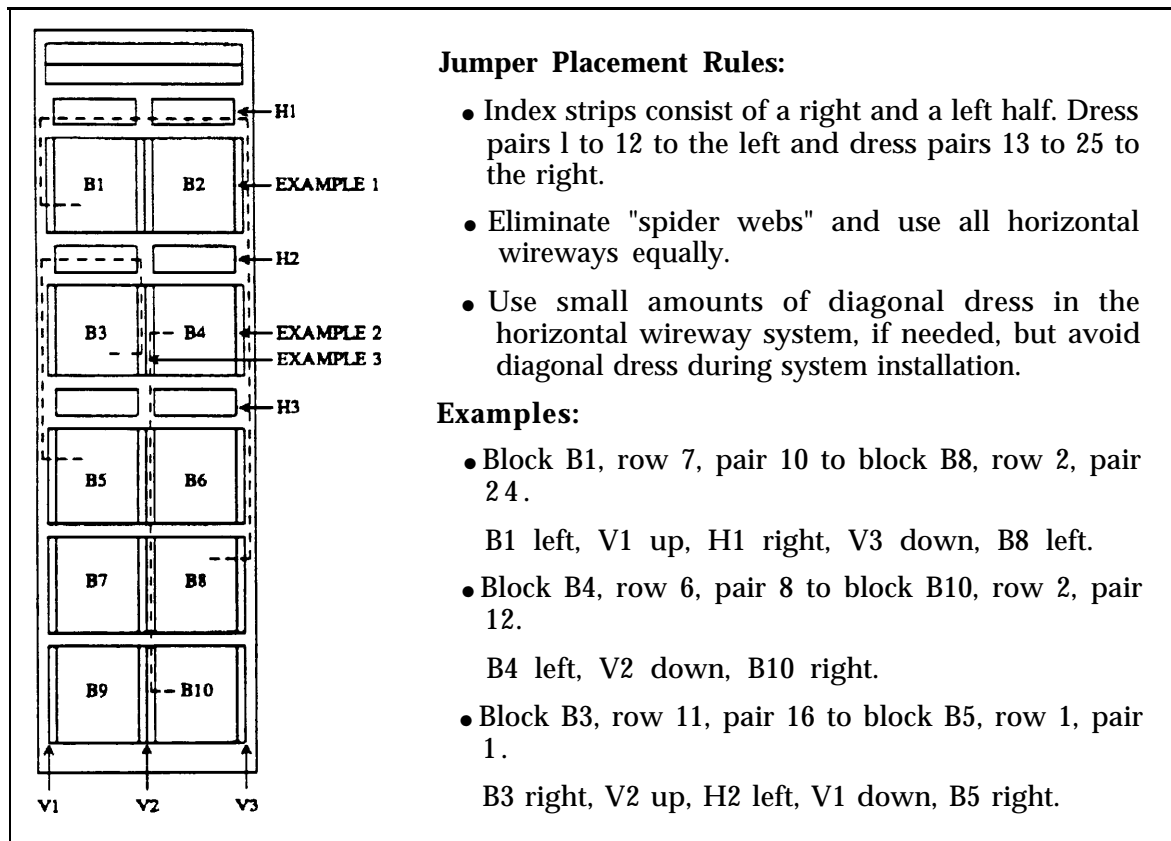 H1
B1 B2 EXAMPLE 1
H2
B3 B4 EXAMPLE 2
EXAMPLE 3
H3
B5 B6
B7 B8
B9 B10
V1 V2 V3
Jumper Placement Rules:
● Index strips consist of a right and a left half. Dress
pairs l to 12 to the left and dress pairs 13 to 25 to
the right.
● Eliminate "spider webs" and use all horizontal
wireways equally.
● Use small amounts of diagonal dress in the
horizontal wireway system, if needed, but avoid
diagonal dress during system installation.
Examples:
● Block B1, row 7, pair 10 to block B8, row 2, pair
24.
B1 left, V1 up, H1 right, V3 down, B8 left.
● Block B4, row 6, pair 8 to block B10, row 2, pair
12.
B4 left, V2 down, B10 right.
● Block B3, row 11, pair 16 to block B5, row 1, pair
1.
B3 right, V2 up, H2 left, V1 down, B5 right.